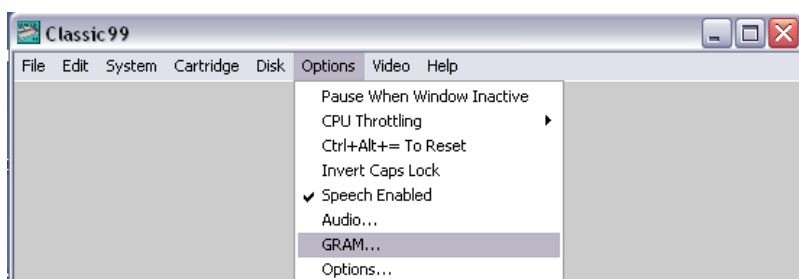 Classic99
File Edit System Cartridge Disk Options Video Help
Pause When Window Inactive
CPU Throttling
Ctrl+Alt+= To Reset
Invert Caps Lock
Speech Enabled
Audio...
GRAM...
Options...